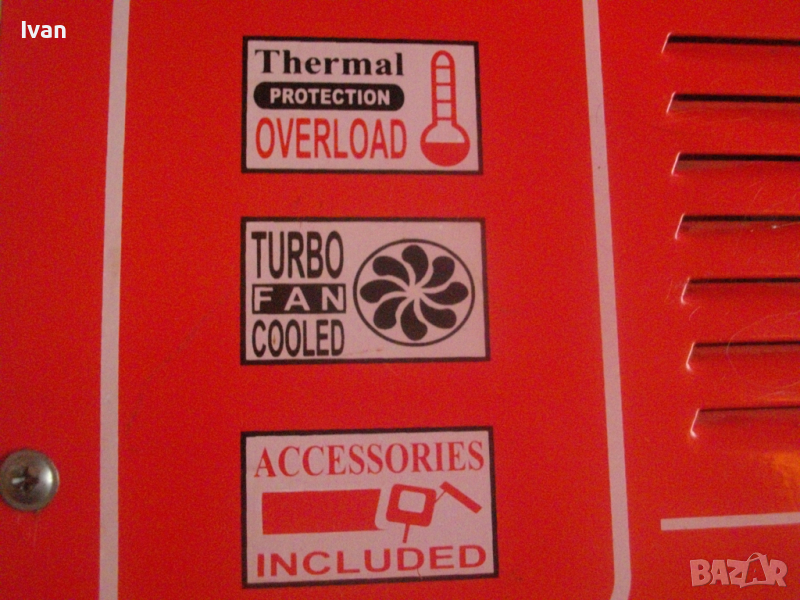 Ivan
Thermal
PROTECTION
OVERLOAD
TURBO
FAN
COOLED
ACCESSORIES
INCLUDED
BAZAR